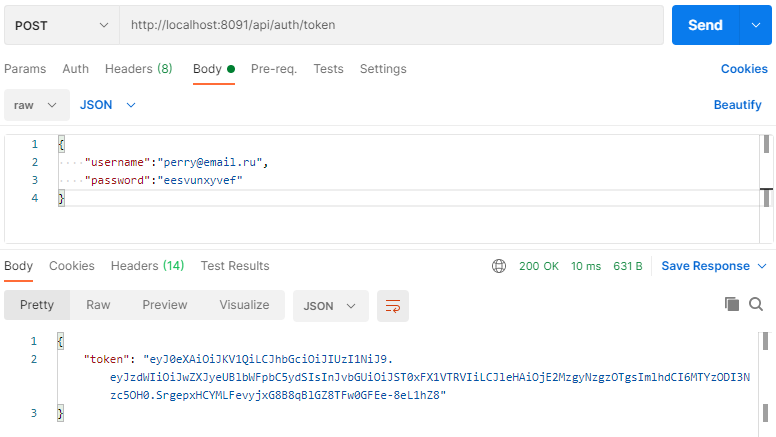 POST http://localhost:8091/api/auth/token Send
Params Auth Headers (8) Body Pre-req. Tests Settings Cookies
raw JSON Beautify
1 {
2 "username":"perry@email.ru",
3 "password":"eesvunxyvef"
4 }
Body Cookies Headers (14) Test Results 200 OK 10 ms 631 B Save Response
Pretty Raw Preview Visualize JSON
1 {
2 "token": "eyJ0eXAiOiJKV1QiLCJhbGciOiJIUzI1NiJ9.
eyJzdWIiOiJwZXJyeUBlbWFpbC5ydSIsInJvbGUiOiJST0xFX1VTRVIiLCJleHAiOjE2MzgyNzgzOTgsImlhdCI6MTYzODI3N
zc5OH0.SrgepxHCYMLFevyjxG8B8qBlGZ8TFw0GFEe-8eL1hZ8"
3 }